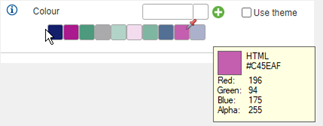 Colour
Use theme
HTML
#C45EAF
Red: 196
Green: 94
Blue: 175
Alpha: 255